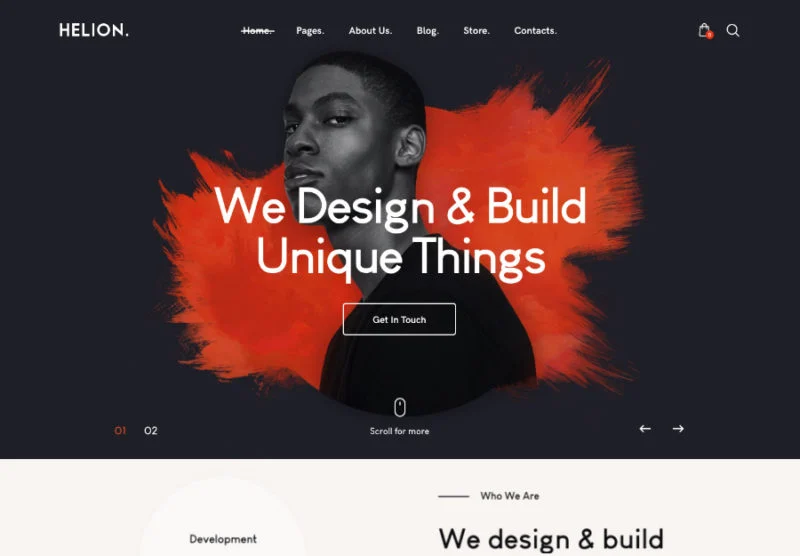 HELION.
Home.
Pages.
About Us.
Blog.
Store.
Contacts.
0
We Design & Build
Unique Things
Get In Touch
01
02
Scroll for more
Development
Who We Are
We design & build